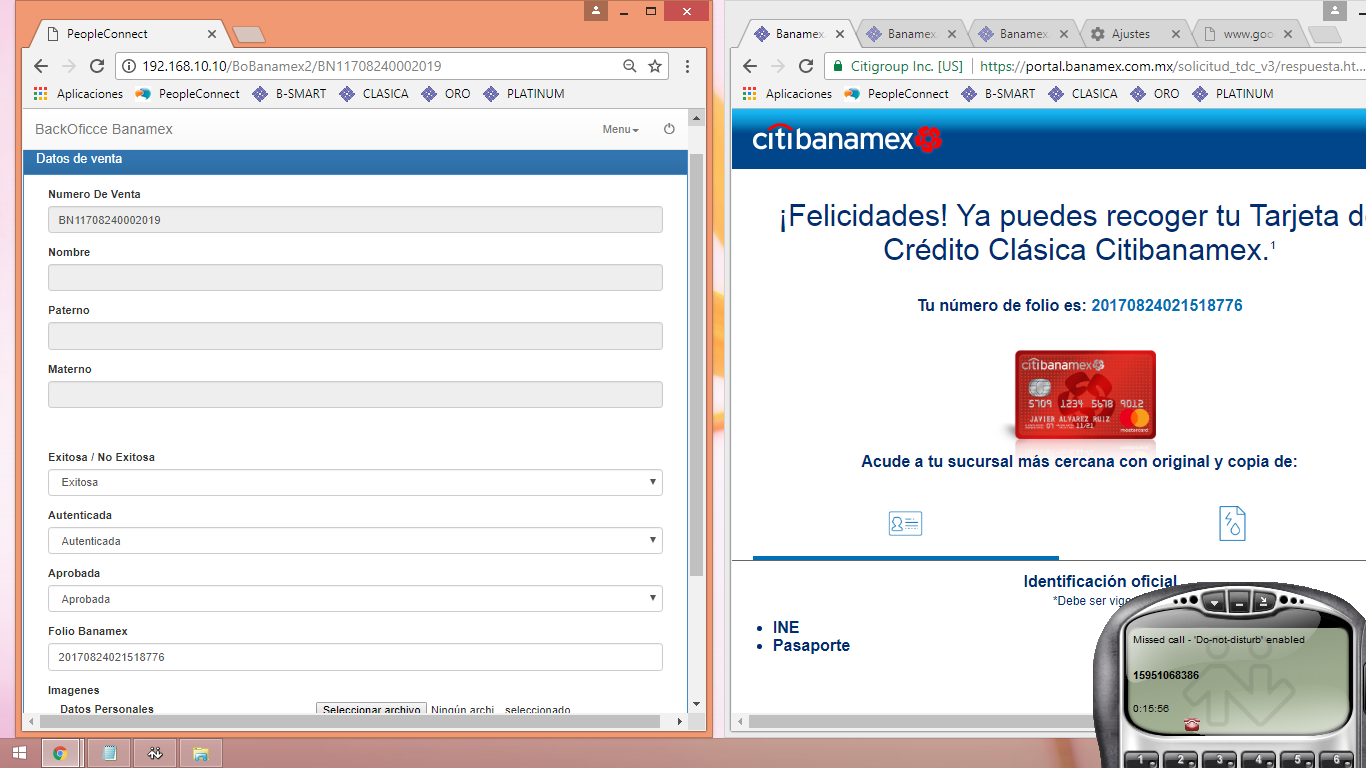 PeopleConnect
192.168.10.10/BoBanamex2/BN11708240002019
Aplicaciones PeopleConnect B-SMART CLASICA ORO PLATINUM
BackOficce Banamex
Menu
Datos de venta
Numero De Venta
BN11708240002019
Nombre
Paterno
Materno
Exitosa / No Exitosa
Exitosa
Autenticada
Autenticada
Aprobada
Aprobada
Folio Banamex
20170824021518776
Imagenes
Datos Personales
Seleccionar archivo Ningún archi... seleccionado
Banamex. Banamex. Banamex. Ajustes www.goo
Citigroup Inc. [US] https://portal.banamex.com.mx/solicitud_tdc_v3/respuesta.ht...
Aplicaciones PeopleConnect B-SMART CLASICA ORO PLATINUM
citibanamex
¡Felicidades! Ya puedes recoger tu Tarjeta de
Crédito Clásica Citibanamex.1
Tu número de folio es: 20170824021518776
citibanamex
5709 1234 5678 9012
JAVIER ALVAREZ RUIZ
07 11/21
mastercard
Acude a tu sucursal más cercana con original y copia de:
Identificación oficial
*Debe ser vige
• INE
• Pasaporte
Missed call - 'Do-not-disturb' enabled
15951068386
0:15:56
1 2 3 4 5 6